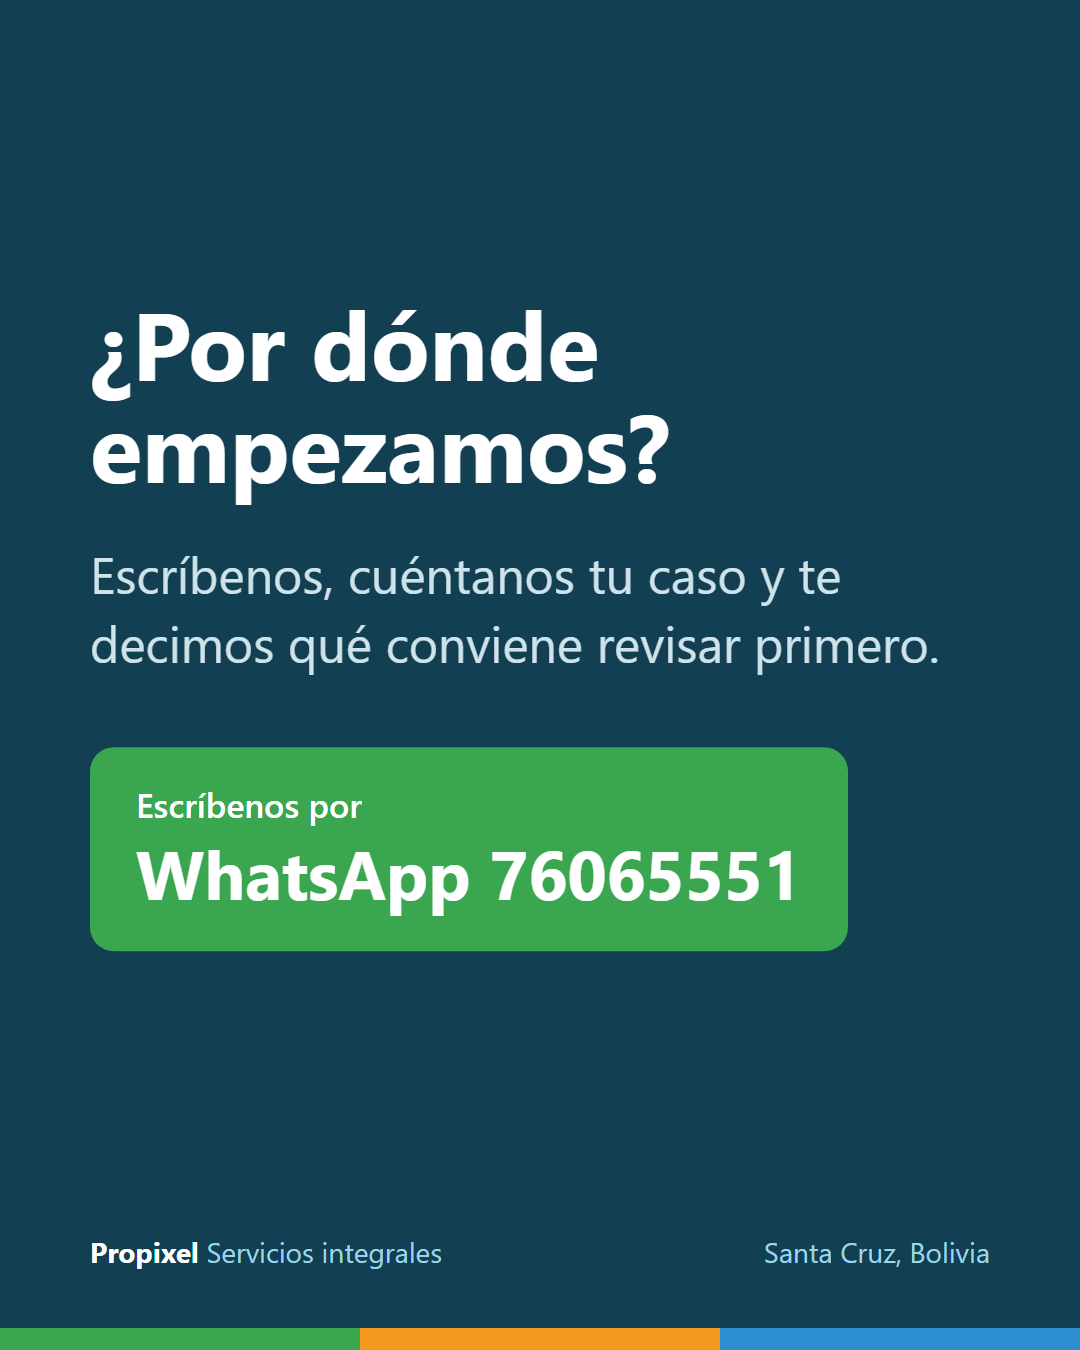 ¿Por dónde
empezamos?
Escríbenos, cuéntanos tu caso y te
decimos qué conviene revisar primero.
Escríbenos por
WhatsApp 76065551
Propixel Servicios integrales
Santa Cruz, Bolivia